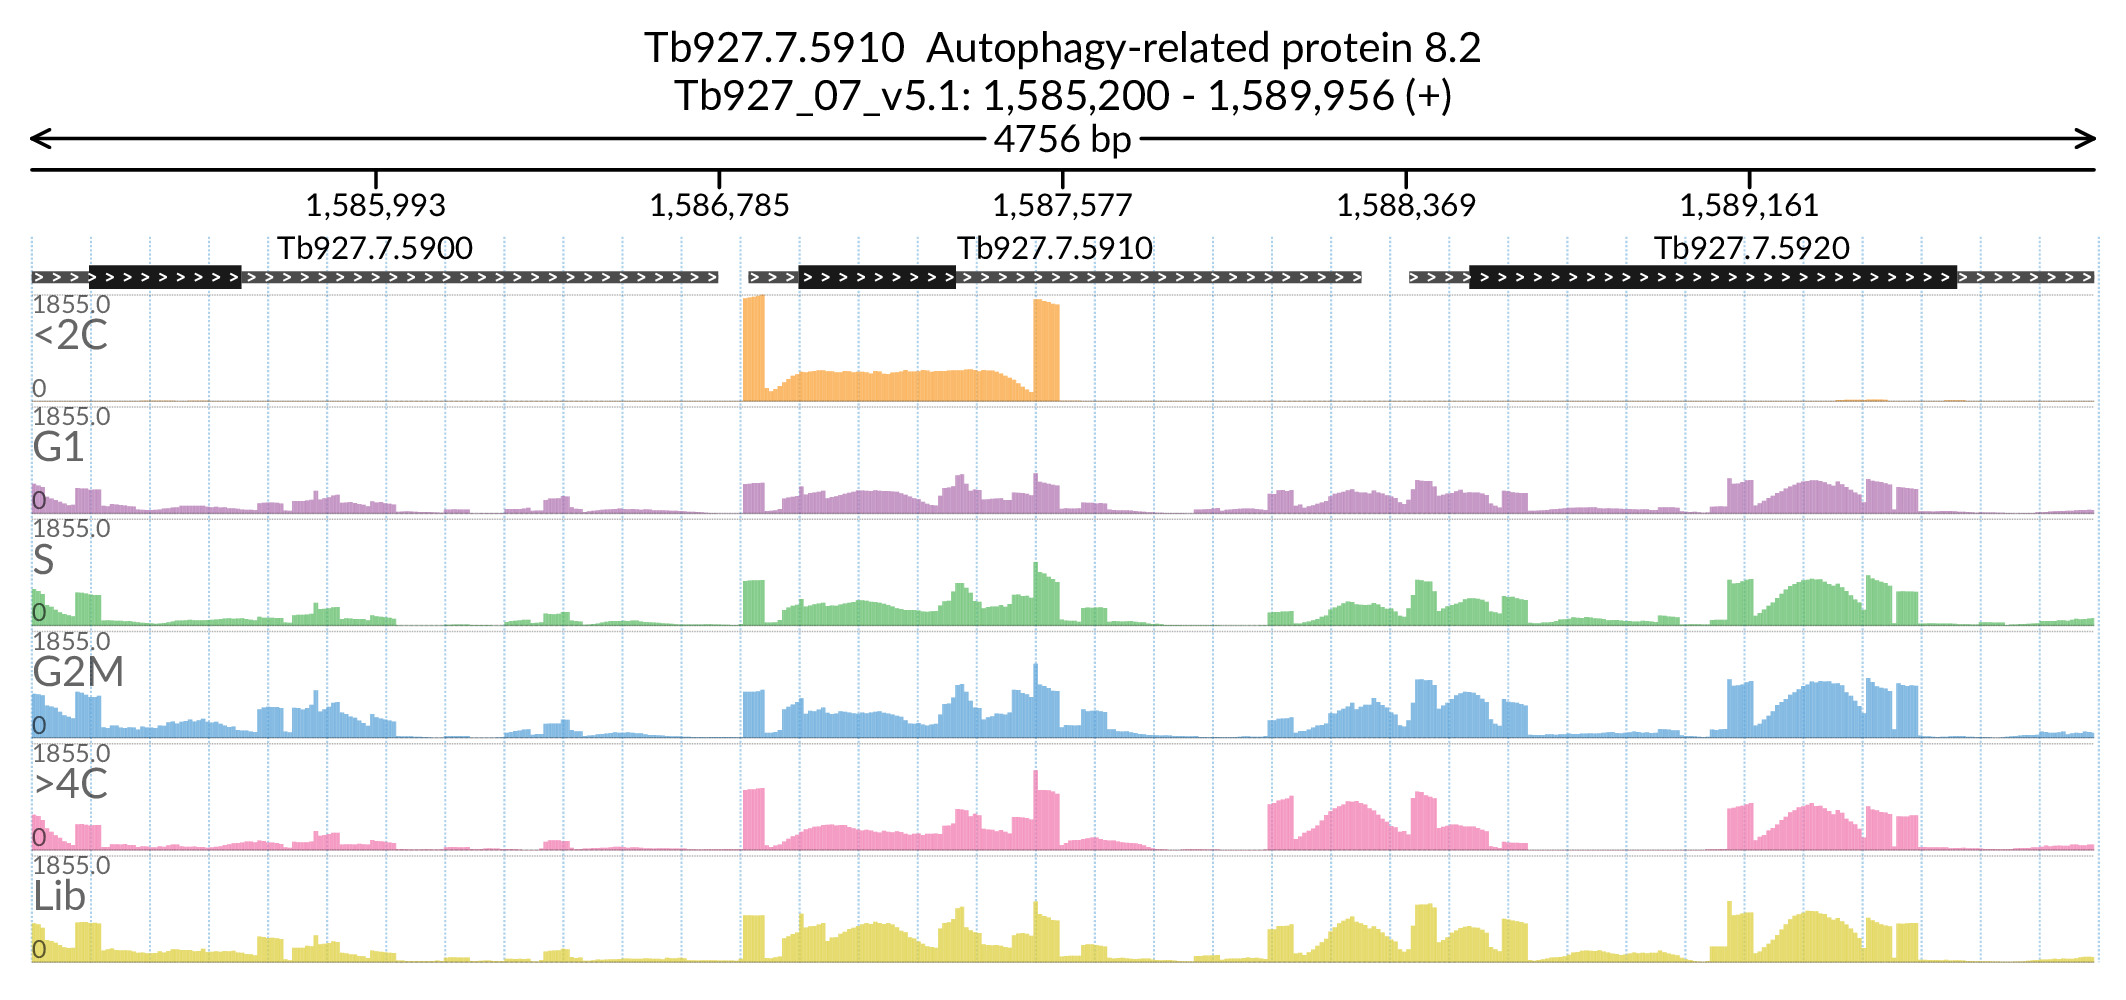 Tb927.7.5910 Autophagy-related protein 8.2
Tb927_07_v5.1: 1,585,200 - 1,589,956 (+)
4756 bp
1,585,993 1,586,785 1,587,577 1,588,369 1,589,161
Tb927.7.5900 Tb927.7.5910 Tb927.7.5920
1855.0
<2C
0
1855.0
G1
0
1855.0
S
0
1855.0
G2M
0
1855.0
>4C
0
1855.0
Lib
0